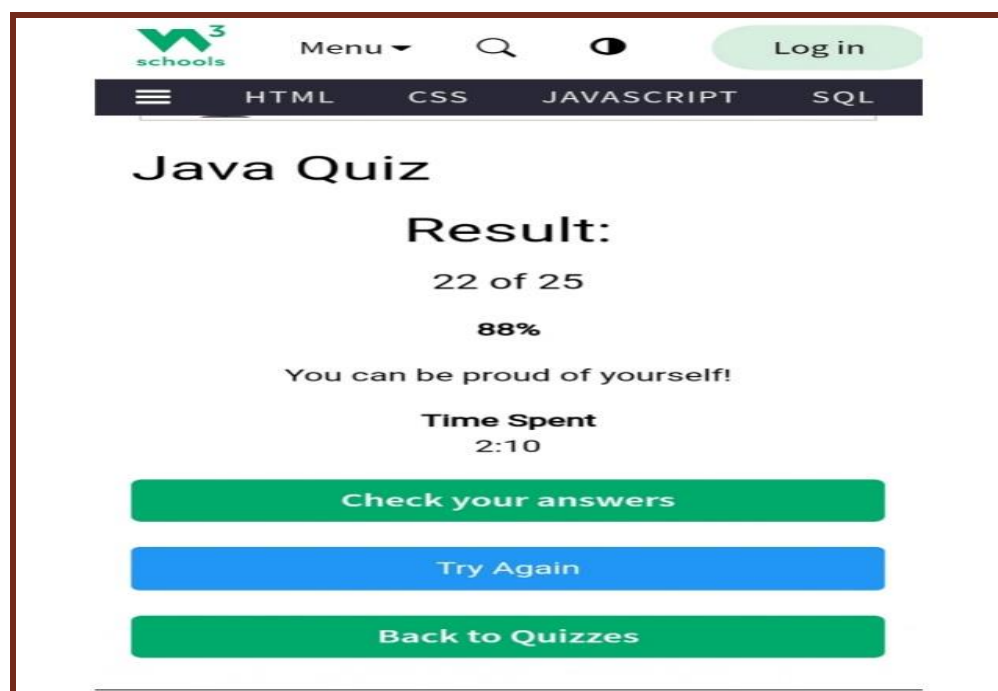 3
schools
Menu
Log in
HTML CSS JAVASCRIPT SQL
Java Quiz
Result:
22 of 25
88%
You can be proud of yourself!
Time Spent
2:10
Check your answers
Try Again
Back to Quizzes